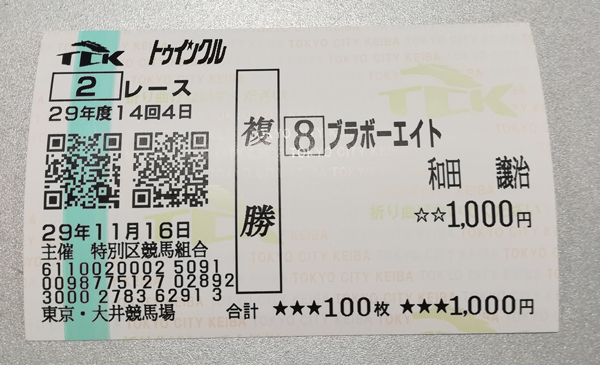 TCK トゥインクル
2 レース
29年度14回4日
29年11月16日
主催 特別区競馬組合
6110020002 5091
0098775127 02892
3000 2783 6291 3
東京・大井競馬場
複勝
8 ブラボーエイト
和田 譲治
☆☆1,000円
合計 ★★★100枚 ★★★1,000円
TCK
TOKYO CITY KEIBA